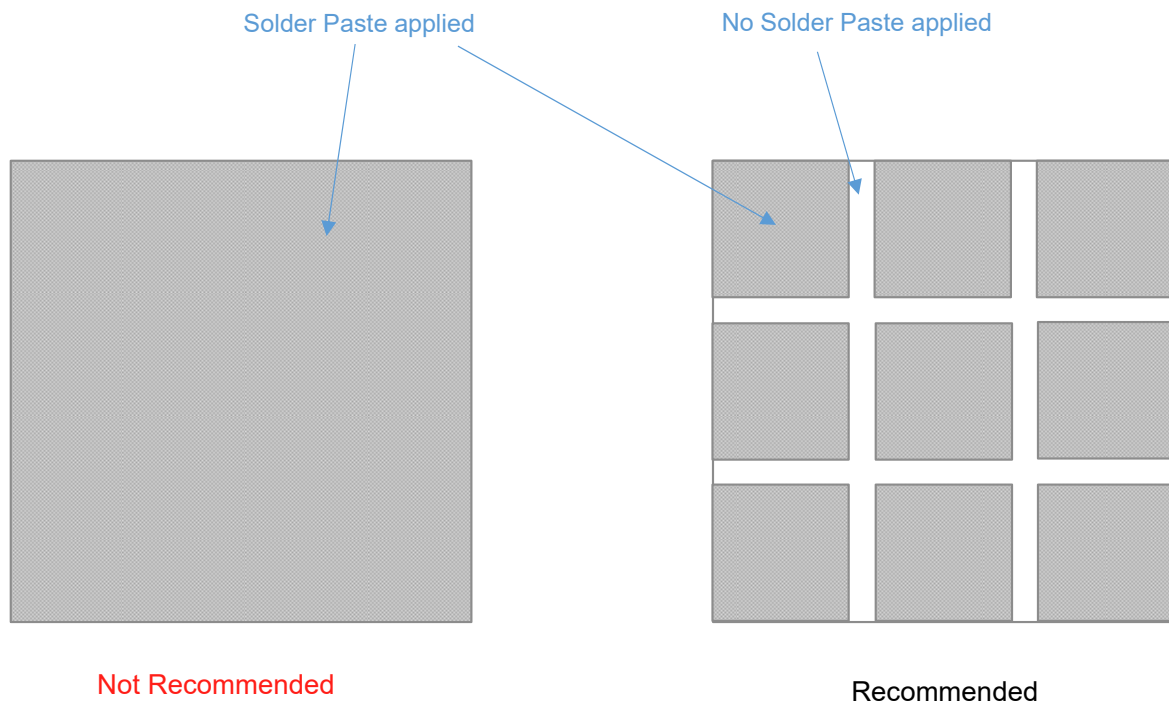 Solder Paste applied
No Solder Paste applied
Not Recommended
Recommended